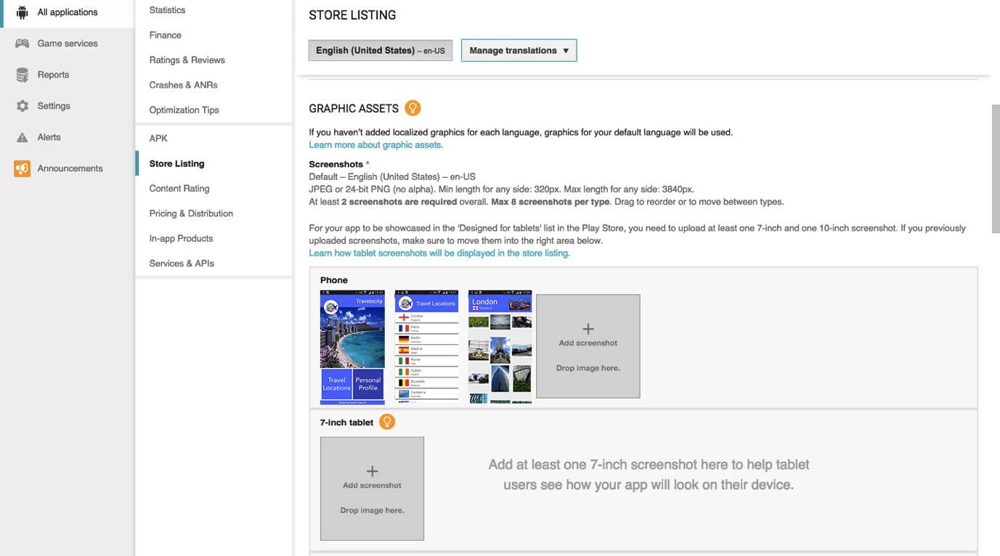 All applications
Game services
Reports
Settings
Alerts
Announcements
Statistics
Finance
Ratings & Reviews
Crashes & ANRs
Optimization Tips
APK
Store Listing
Content Rating
Pricing & Distribution
In-app Products
Services & APIs
STORE LISTING
English (United States) – en-US
Manage translations ▼
GRAPHIC ASSETS
If you haven't added localized graphics for each language, graphics for your default language will be used.
Learn more about graphic assets.
Screenshots *
Default – English (United States) – en-US
JPEG or 24-bit PNG (no alpha). Min length for any side: 320px. Max length for any side: 3840px.
At least 2 screenshots are required overall. Max 8 screenshots per type. Drag to reorder or to move between types.
For your app to be showcased in the 'Designed for tablets' list in the Play Store, you need to upload at least one 7-inch and one 10-inch screenshot. If you previously
uploaded screenshots, make sure to move them into the right area below.
Learn how tablet screenshots will be displayed in the store listing.
Phone
Travelocity
Travel
Locations
Personal
Profile
Travel Locations
London
England
Paris
France
Berlin
Germany
Madrid
Spain
Rome
Italy
Dublin
Ireland
Brussels
Belgium
Canberra
Australia
London
England
+
Add screenshot
Drop image here.
7-inch tablet
+
Add screenshot
Drop image here.
Add at least one 7-inch screenshot here to help tablet
users see how your app will look on their device.